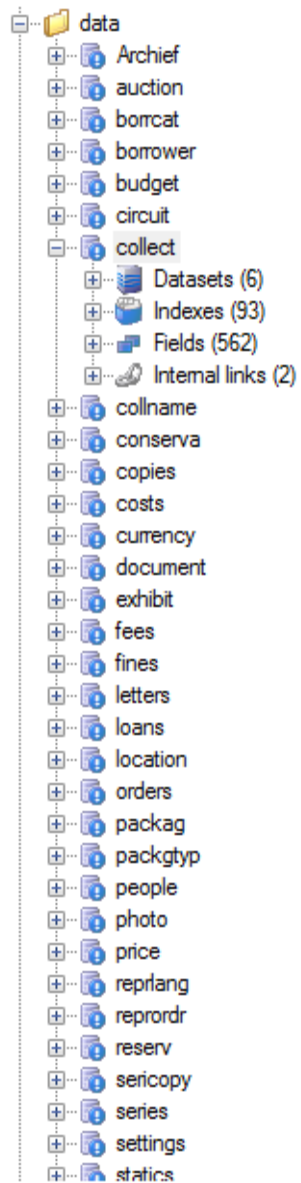 data
Archief
auction
borrcat
borrower
budget
circuit
collect
Datasets (6)
Indexes (93)
Fields (562)
Internal links (2)
collname
conserva
copies
costs
currency
document
exhibit
fees
fines
letters
loans
location
orders
packag
packgtyp
people
photo
price
reprlang
reprordr
reserv
sericopy
series
settings
statics